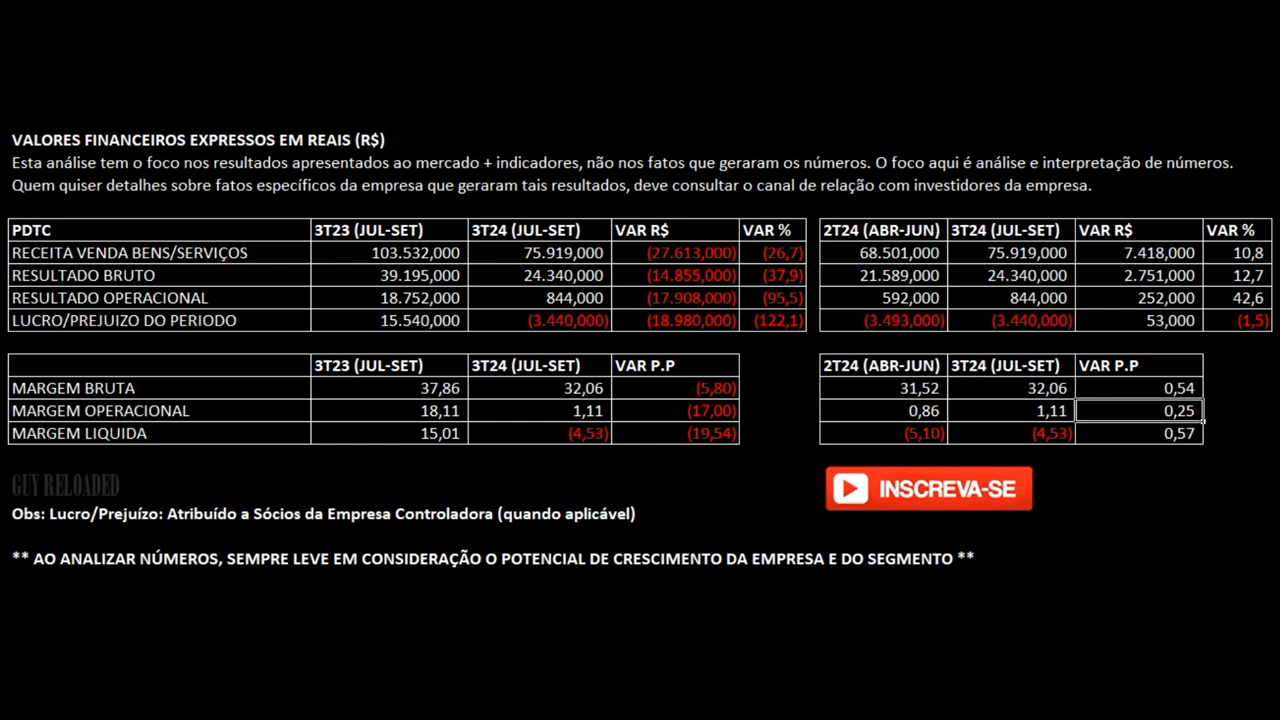 VALORES FINANCEIROS EXPRESSOS EM REAIS (R$)
Esta análise tem o foco nos resultados apresentados ao mercado + indicadores, não nos fatos que geraram os números. O foco aqui é análise e interpretação de números.
Quem quiser detalhes sobre fatos específicos da empresa que geraram tais resultados, deve consultar o canal de relação com investidores da empresa.
PDTC 3T23 (JUL-SET) 3T24 (JUL-SET) VAR R$ VAR % 2T24 (ABR-JUN) 3T24 (JUL-SET) VAR R$ VAR %
RECEITA VENDA BENS/SERVIÇOS 103.532,000 75.919,000 (27.613,000) (26,7) 68.501,000 75.919,000 7.418,000 10,8
RESULTADO BRUTO 39.195,000 24.340,000 (14.855,000) (37,9) 21.589,000 24.340,000 2.751,000 12,7
RESULTADO OPERACIONAL 18.752,000 844,000 (17.908,000) (95,5) 592,000 844,000 252,000 42,6
LUCRO/PREJUIZO DO PERIODO 15.540,000 (3.440,000) (18.980,000) (122,1) (3.493,000) (3.440,000) 53,000 (1,5)
3T23 (JUL-SET) 3T24 (JUL-SET) VAR P.P 2T24 (ABR-JUN) 3T24 (JUL-SET) VAR P.P
MARGEM BRUTA 37,86 32,06 (5,80) 31,52 32,06 0,54
MARGEM OPERACIONAL 18,11 1,11 (17,00) 0,86 1,11 0,25
MARGEM LIQUIDA 15,01 (4,53) (19,54) (5,10) (4,53) 0,57
GUY RELOADED
INSCREVA-SE
Obs: Lucro/Prejuízo: Atribuído a Sócios da Empresa Controladora (quando aplicável)
** AO ANALIZAR NÚMEROS, SEMPRE LEVE EM CONSIDERAÇÃO O POTENCIAL DE CRESCIMENTO DA EMPRESA E DO SEGMENTO **